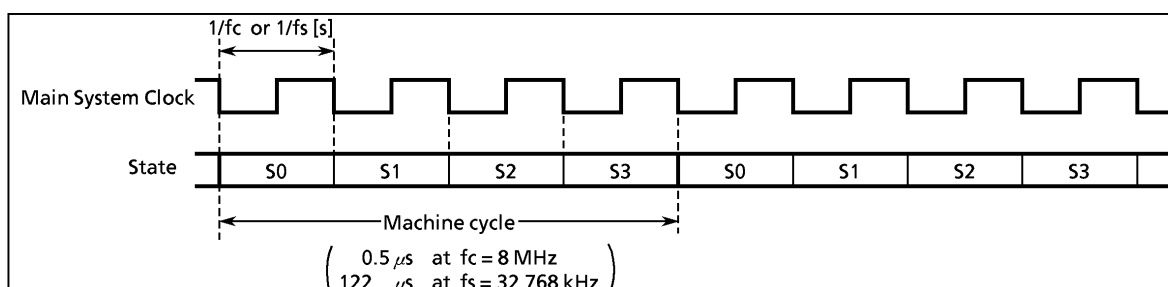 1/fc or 1/fs [s]
Main System Clock
State S0 S1 S2 S3 S0 S1 S2 S3
Machine cycle
0.5 μs at fc = 8 MHz
122 μs at fs = 32.768 kHz